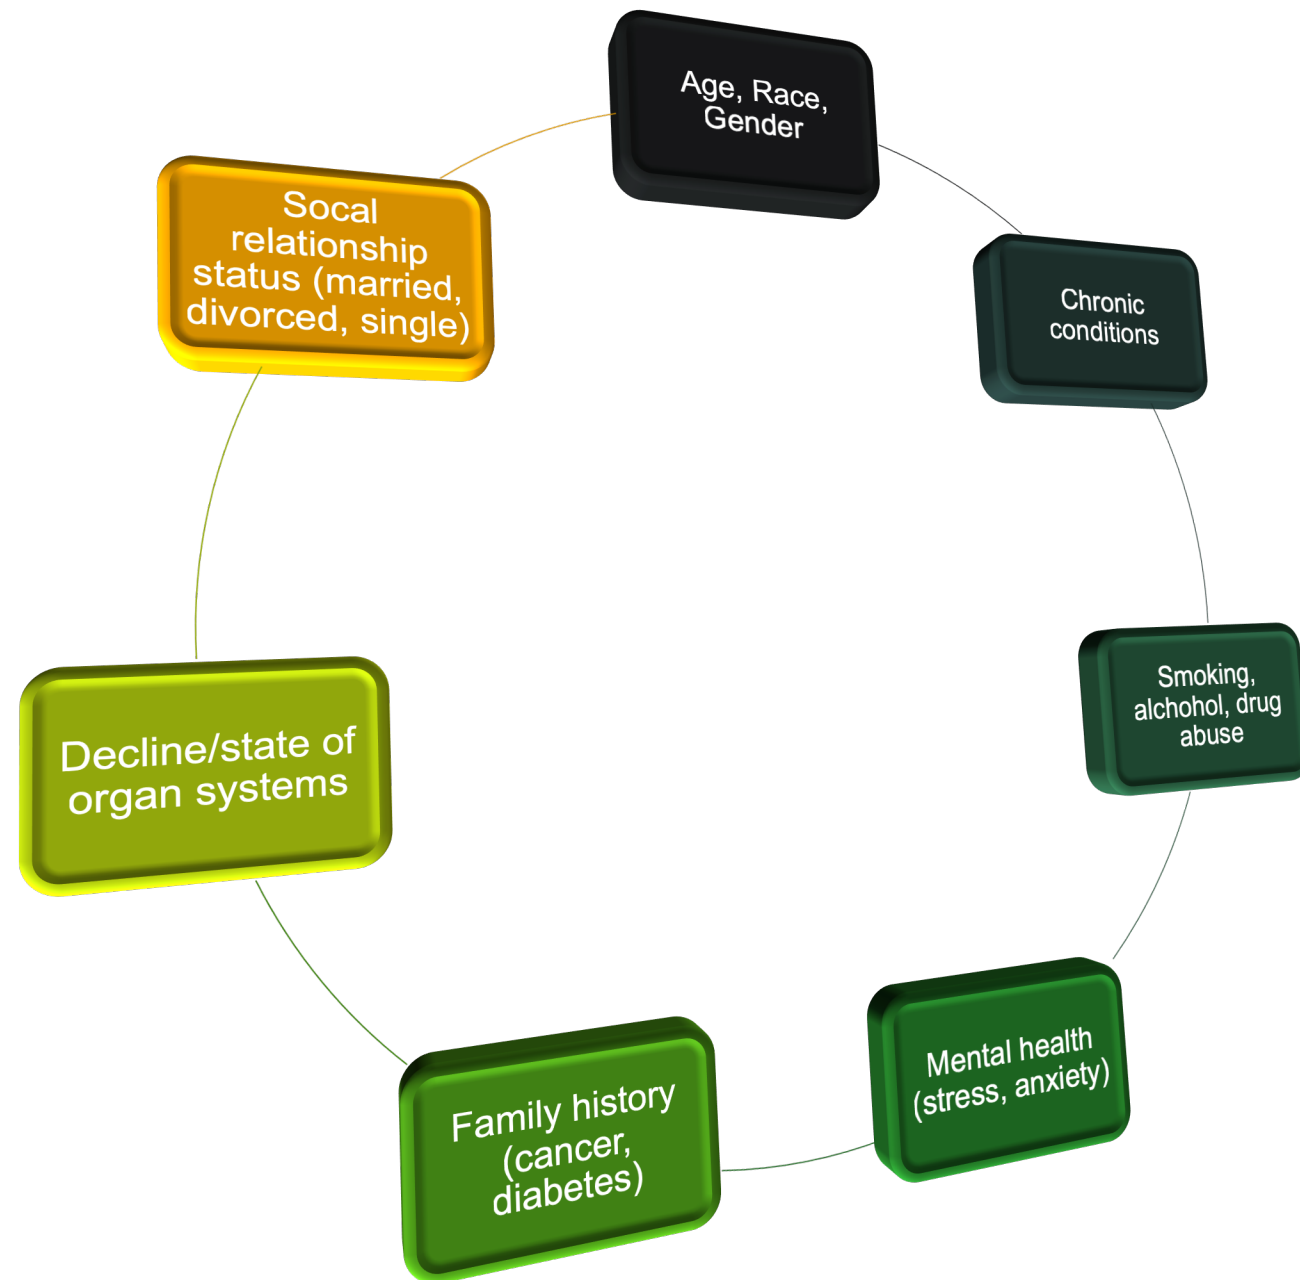 Age, Race,
Gender
Chronic
conditions
Smoking,
alchohol, drug
abuse
Mental health
(stress, anxiety)
Family history
(cancer,
diabetes)
Decline/state of
organ systems
Socal
relationship
status (married,
divorced, single)